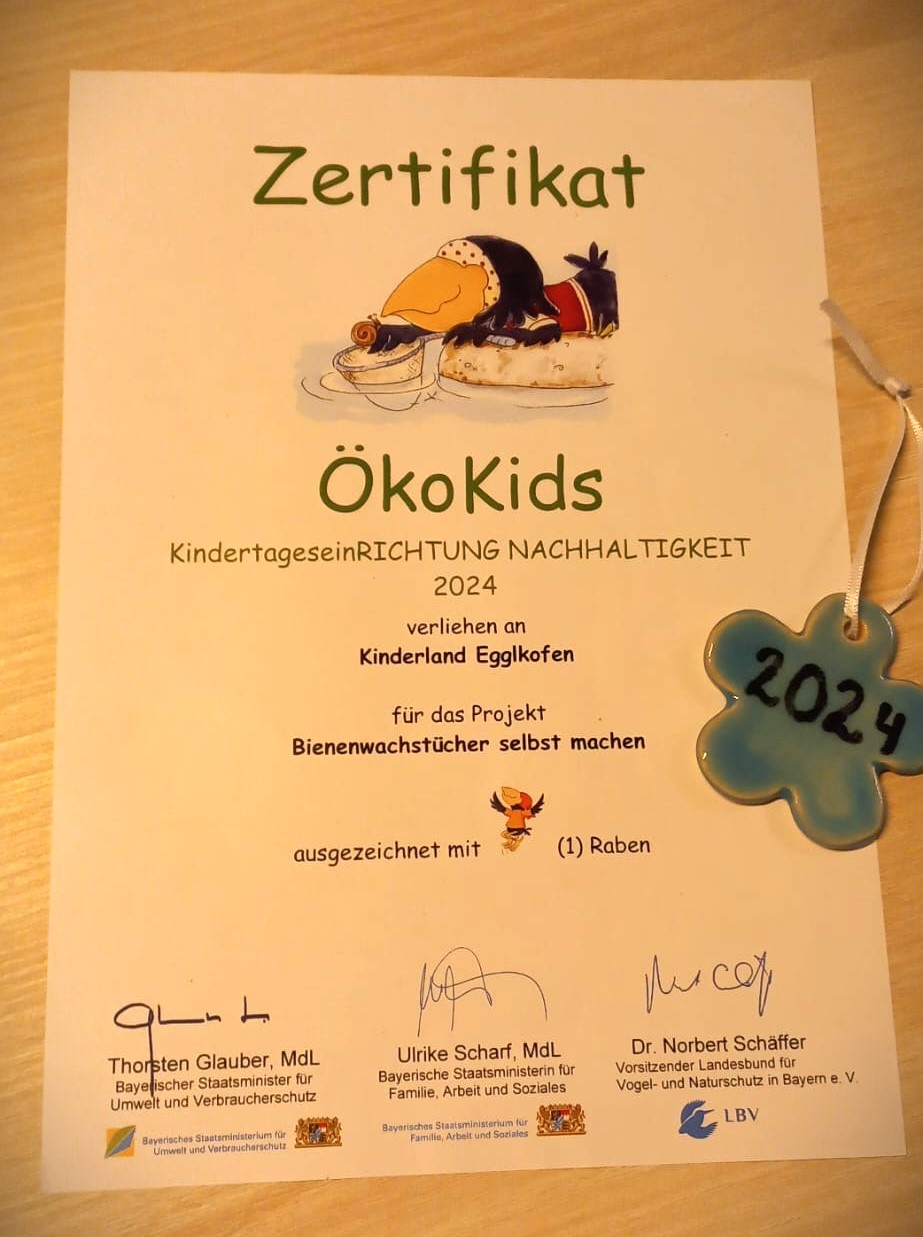 Zertifikat
ÖkoKids
KindertageseinRICHTUNG NACHHALTIGKEIT
2024
verliehen an
Kinderland Egglkofen
für das Projekt
Bienenwachstücher selbst machen
ausgezeichnet mit (1) Raben
2024
Thorsten Glauber, MdL
Bayerischer Staatsminister für
Umwelt und Verbraucherschutz
Bayerisches Staatsministerium für
Umwelt und Verbraucherschutz
Ulrike Scharf, MdL
Bayerische Staatsministerin für
Familie, Arbeit und Soziales
Bayerisches Staatsministerium für
Familie, Arbeit und Soziales
Dr. Norbert Schäffer
Vorsitzender Landesbund für
Vogel- und Naturschutz in Bayern e. V.
LBV